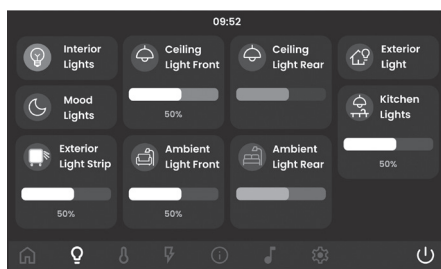 09:52
Interior
Lights
Ceiling
Light Front
50%
Ceiling
Light Rear
Exterior
Light
Mood
Lights
Kitchen
Lights
50%
Exterior
Light Strip
50%
Ambient
Light Front
50%
Ambient
Light Rear